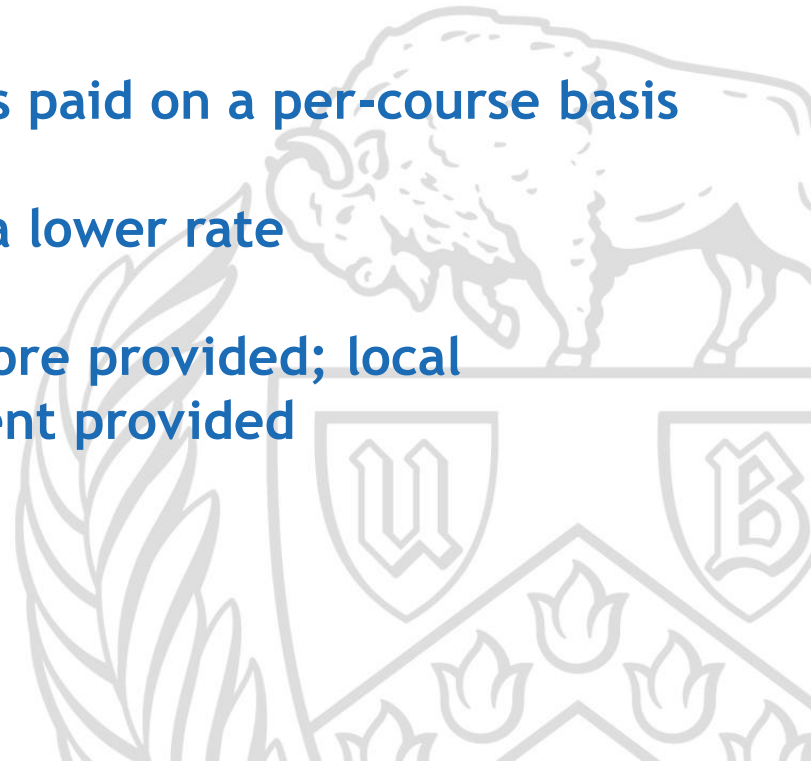 s paid on a per-course basis
a lower rate
ore provided; local
ent provided
U B